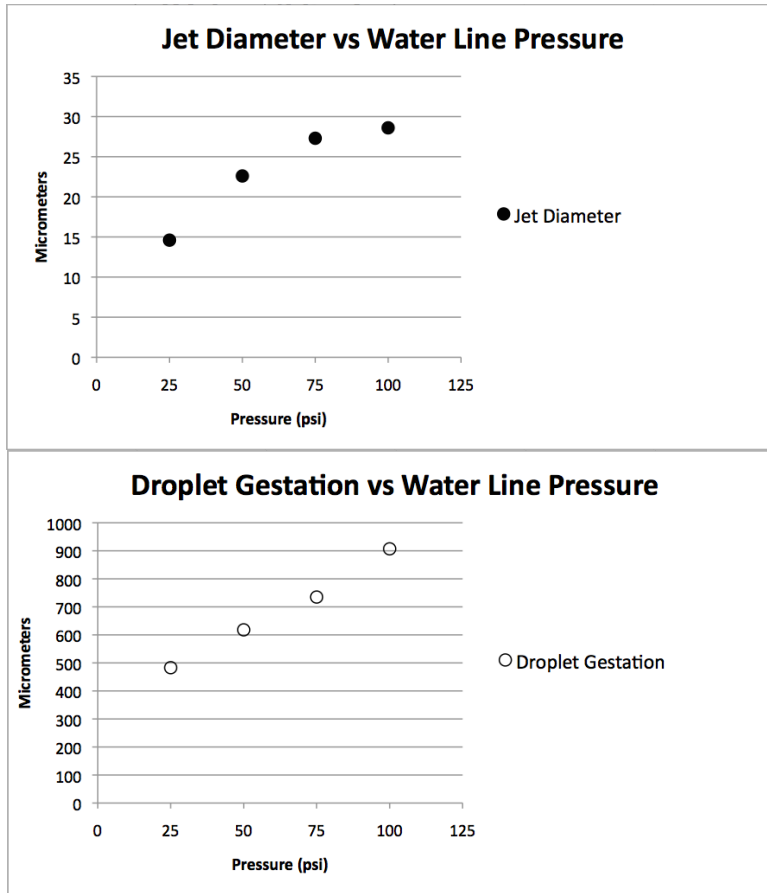 Jet Diameter vs Water Line Pressure
35
30
25
20
15
10
5
0
Micrometers
0 25 50 75 100 125
Pressure (psi)
Jet Diameter
Droplet Gestation vs Water Line Pressure
1000
900
800
700
600
500
400
300
200
100
0
Micrometers
0 25 50 75 100 125
Pressure (psi)
Droplet Gestation